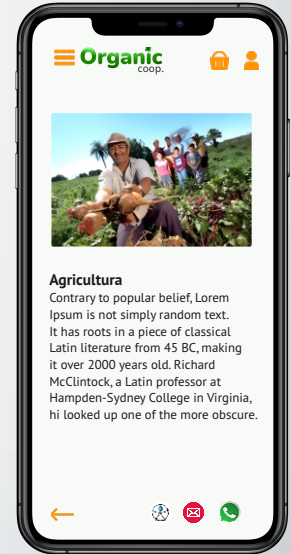 Organic
coop.
Agricultura
Contrary to popular belief, Lorem
Ipsum is not simply random text.
It has roots in a piece of classical
Latin literature from 45 BC, making
it over 2000 years old. Richard
McClintock, a Latin professor at
Hampden-Sydney College in Virginia,
hi looked up one of the more obscure.